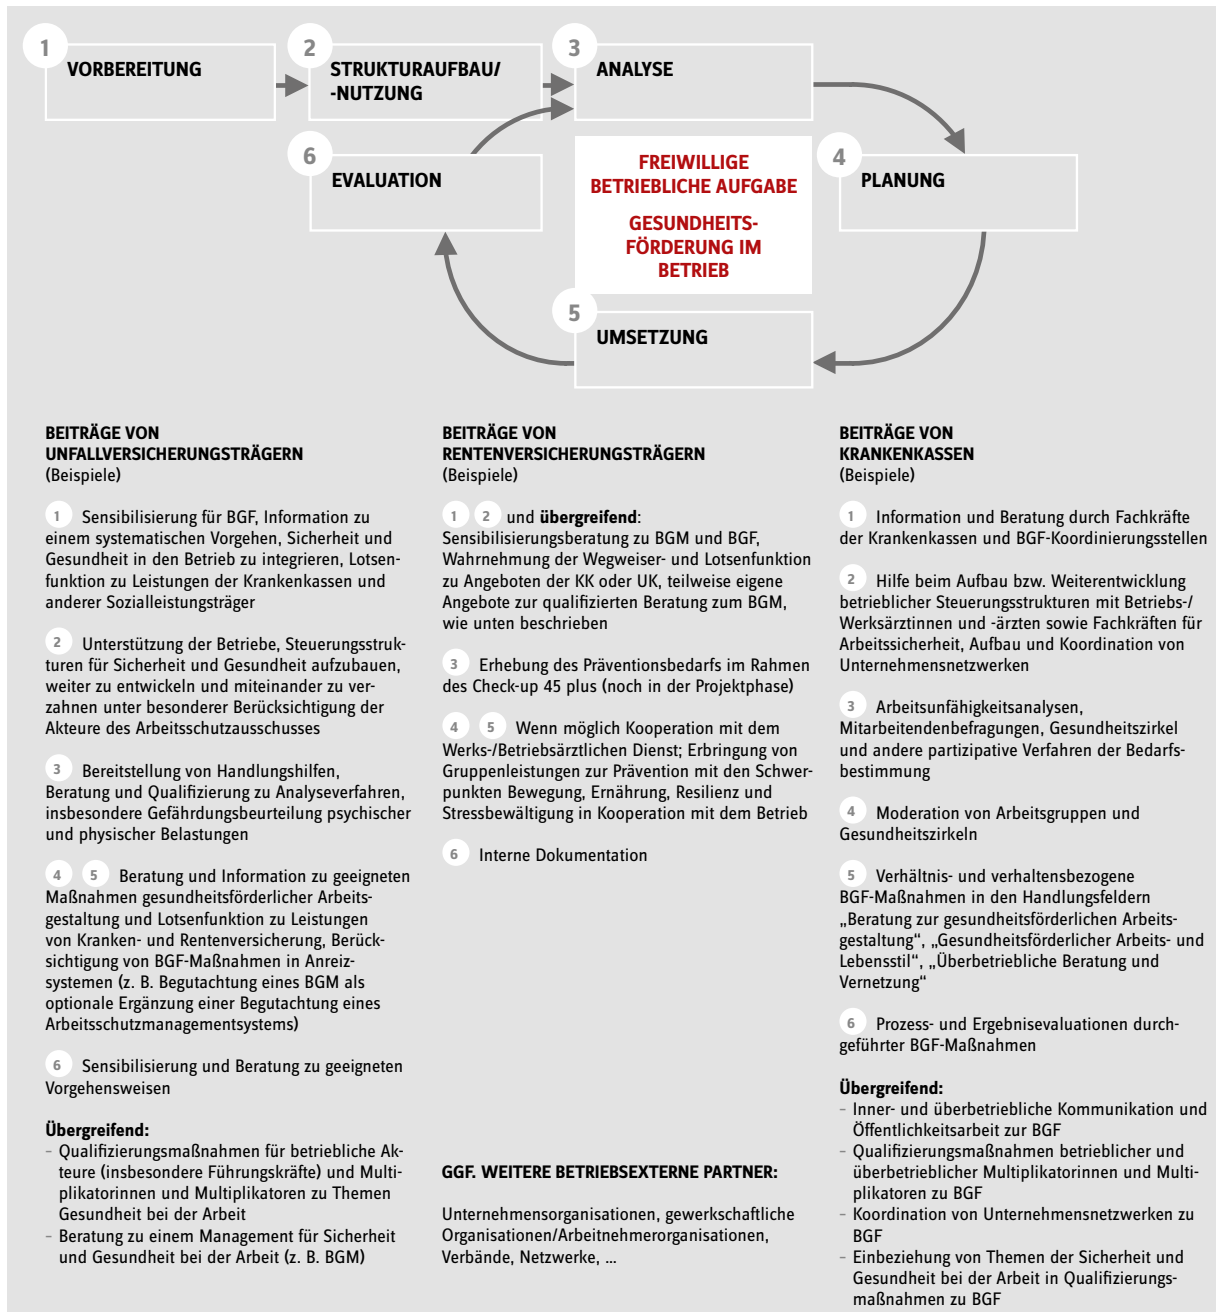 1
VORBEREITUNG
2
STRUKTURAUFBAU/
-NUTZUNG
3
ANALYSE
6
EVALUATION
FREIWILLIGE
BETRIEBLICHE AUFGABE
GESUNDHEITS-
FÖRDERUNG IM
BETRIEB
4
PLANUNG
5
UMSETZUNG
BEITRÄGE VON
UNFALLVERSICHERUNGSTRÄGERN
(Beispiele)
1 Sensibilisierung für BGF, Information zu
einem systematischen Vorgehen, Sicherheit und
Gesundheit in den Betrieb zu integrieren, Lotsen-
funktion zu Leistungen der Krankenkassen und
anderer Sozialleistungsträger
2 Unterstützung der Betriebe, Steuerungsstruk-
turen für Sicherheit und Gesundheit aufzubauen,
weiter zu entwickeln und miteinander zu ver-
zahnen unter besonderer Berücksichtigung der
Akteure des Arbeitsschutzausschusses
3 Bereitstellung von Handlungshilfen,
Beratung und Qualifizierung zu Analyseverfahren,
insbesondere Gefährdungsbeurteilung psychischer
und physischer Belastungen
4 5 Beratung und Information zu geeigneten
Maßnahmen gesundheitsförderlicher Arbeits-
gestaltung und Lotsenfunktion zu Leistungen
von Kranken- und Rentenversicherung, Berück-
sichtigung von BGF-Maßnahmen in Anreiz-
systemen (z. B. Begutachtung eines BGM als
optionale Ergänzung einer Begutachtung eines
Arbeitsschutzmanagementsystems)
6 Sensibilisierung und Beratung zu geeigneten
Vorgehensweisen
Übergreifend:
- Qualifizierungsmaßnahmen für betriebliche Ak-
teure (insbesondere Führungskräfte) und Multi-
plikatorinnen und Multiplikatoren zu Themen
Gesundheit bei der Arbeit
- Beratung zu einem Management für Sicherheit
und Gesundheit bei der Arbeit (z. B. BGM)
BEITRÄGE VON
RENTENVERSICHERUNGSTRÄGERN
(Beispiele)
1 2 und übergreifend:
Sensibilisierungsberatung zu BGM und BGF,
Wahrnehmung der Wegweiser- und Lotsenfunktion
zu Angeboten der KK oder UK, teilweise eigene
Angebote zur qualifizierten Beratung zum BGM,
wie unten beschrieben
3 Erhebung des Präventionsbedarfs im Rahmen
des Check-up 45 plus (noch in der Projektphase)
4 5 Wenn möglich Kooperation mit dem
Werks-/Betriebsärztlichen Dienst; Erbringung von
Gruppenleistungen zur Prävention mit den Schwer-
punkten Bewegung, Ernährung, Resilienz und
Stressbewältigung in Kooperation mit dem Betrieb
6 Interne Dokumentation
GGF. WEITERE BETRIEBSEXTERNE PARTNER:
Unternehmensorganisationen, gewerkschaftliche
Organisationen/Arbeitnehmerorganisationen,
Verbände, Netzwerke, ...
BEITRÄGE VON
KRANKENKASSEN
(Beispiele)
1 Information und Beratung durch Fachkräfte
der Krankenkassen und BGF-Koordinierungsstellen
2 Hilfe beim Aufbau bzw. Weiterentwicklung
betrieblicher Steuerungsstrukturen mit Betriebs-/
Werksärztinnen und -ärzten sowie Fachkräften für
Arbeitssicherheit, Aufbau und Koordination von
Unternehmensnetzwerken
3 Arbeitsunfähigkeitsanalysen,
Mitarbeitendenbefragungen, Gesundheitszirkel
und andere partizipative Verfahren der Bedarfs-
bestimmung
4 Moderation von Arbeitsgruppen und
Gesundheitszirkeln
5 Verhältnis- und verhaltensbezogene
BGF-Maßnahmen in den Handlungsfeldern
„Beratung zur gesundheitsförderlichen Arbeits-
gestaltung“, „Gesundheitsförderlicher Arbeits- und
Lebensstil“, „Überbetriebliche Beratung und
Vernetzung“
6 Prozess- und Ergebnisevaluationen durch-
geführter BGF-Maßnahmen
Übergreifend:
- Inner- und überbetriebliche Kommunikation und
Öffentlichkeitsarbeit zur BGF
- Qualifizierungsmaßnahmen betrieblicher und
überbetrieblicher Multiplikatorinnen und Multi-
plikatoren zu BGF
- Koordination von Unternehmensnetzwerken zu
BGF
- Einbeziehung von Themen der Sicherheit und
Gesundheit bei der Arbeit in Qualifizierungs-
maßnahmen zu BGF